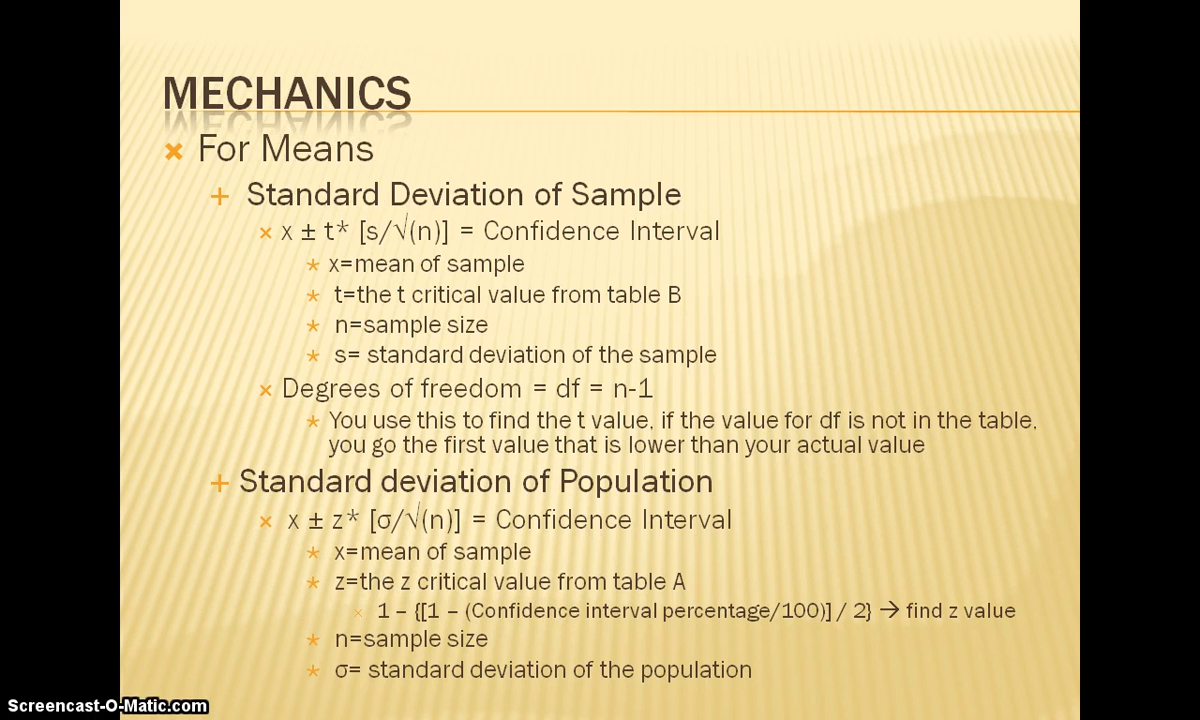 MECHANICS
For Means
Standard Deviation of Sample
x ± t* [s/√(n)] = Confidence Interval
x=mean of sample
t=the t critical value from table B
n=sample size
s= standard deviation of the sample
Degrees of freedom = df = n-1
You use this to find the t value, if the value for df is not in the table,
you go the first value that is lower than your actual value
Standard deviation of Population
x ± z* [σ/√(n)] = Confidence Interval
x=mean of sample
z=the z critical value from table A
1 – {[1 – (Confidence interval percentage/100)] / 2} → find z value
n=sample size
σ= standard deviation of the population
Screencast-O-Matic.com